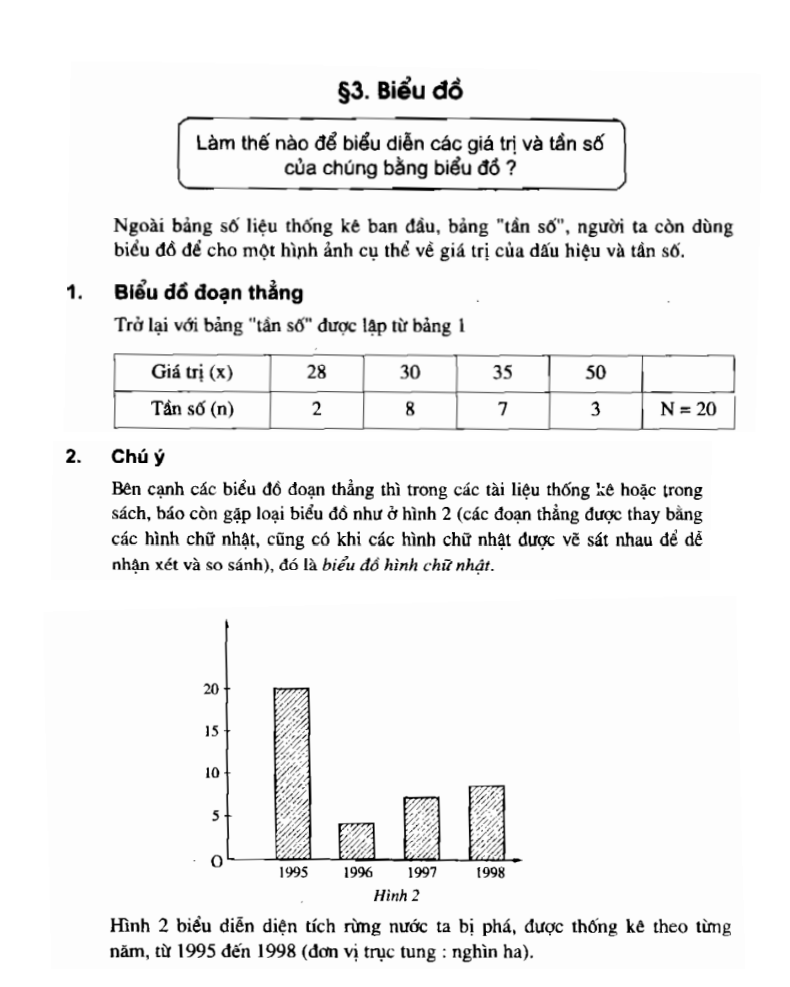 §3. Biểu đồ
Làm thế nào để biểu diễn các giá trị và tần số
của chúng bằng biểu đồ ?
Ngoài bảng số liệu thống kê ban đầu, bảng "tần số", người ta còn dùng
biểu đồ để cho một hình ảnh cụ thể về giá trị của dấu hiệu và tần số.
1. Biểu đồ đoạn thẳng
Trở lại với bảng "tần số" được lập từ bảng 1
Giá trị (x) 28 30 35 50
Tần số (n) 2 8 7 3 N = 20
2. Chú ý
Bên cạnh các biểu đồ đoạn thẳng thì trong các tài liệu thống kê hoặc trong
sách, báo còn gặp loại biểu đồ như ở hình 2 (các đoạn thẳng được thay bằng
các hình chữ nhật, cũng có khi các hình chữ nhật được vẽ sát nhau để dễ
nhận xét và so sánh), đó là biểu đồ hình chữ nhật.
20
15
10
5
O
1995 1996 1997 1998
Hình 2
Hình 2 biểu diễn diện tích rừng nước ta bị phá, được thống kê theo từng
năm, từ 1995 đến 1998 (đơn vị trục tung : nghìn ha).